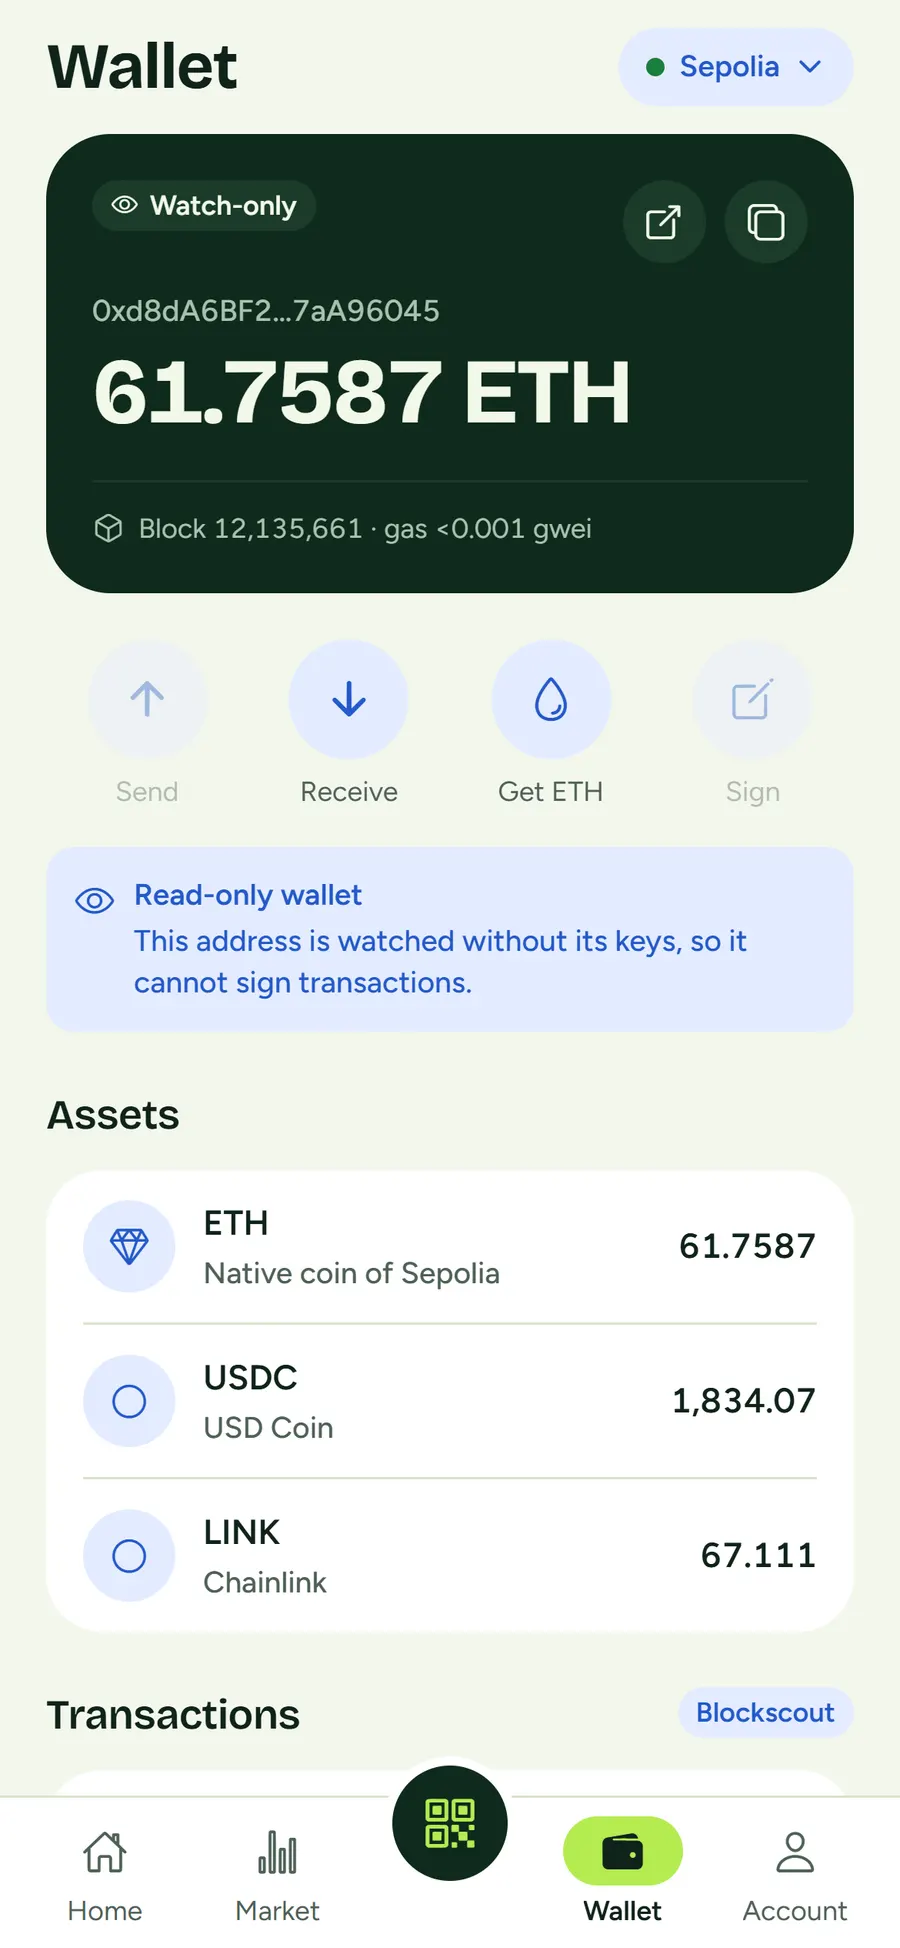 Wallet
Sepolia
Watch-only
0xd8dA6BF2...7aA96045
61.7587 ETH
Block 12,135,661 · gas <0.001 gwei
Send
Receive
Get ETH
Sign
Read-only wallet
This address is watched without its keys, so it
cannot sign transactions.
Assets
ETH
Native coin of Sepolia
61.7587
USDC
USD Coin
1,834.07
LINK
Chainlink
67.111
Transactions
Blockscout
Home
Market
Wallet
Account